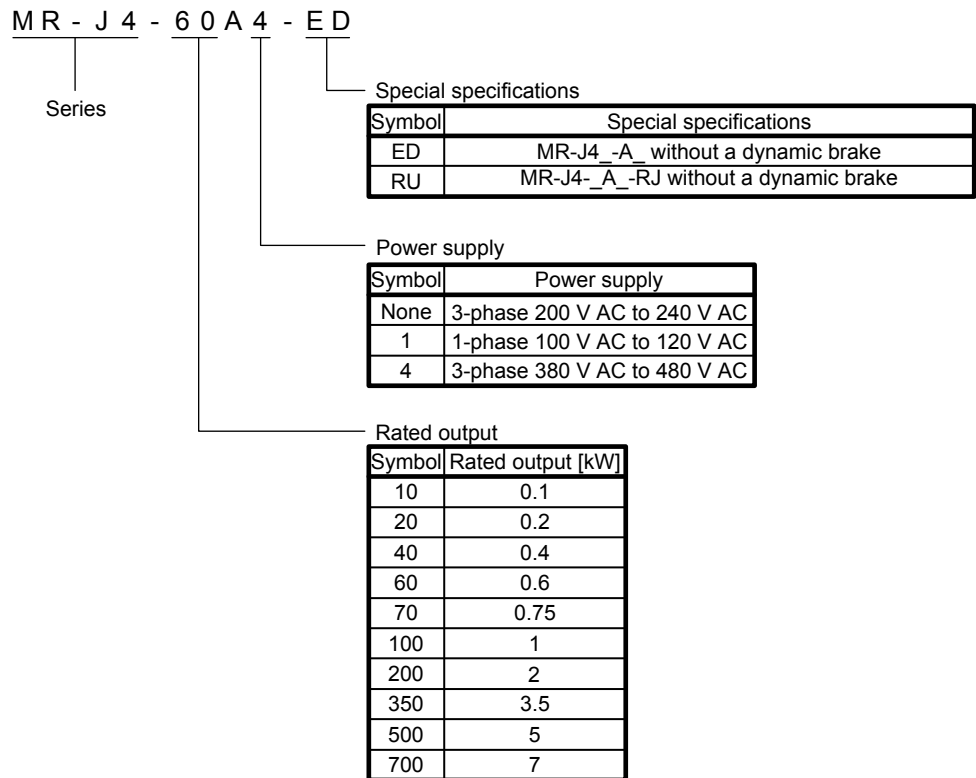 MR-J4-60A4-ED
Series
Special specifications
Symbol Special specifications
ED MR-J4_-A_ without a dynamic brake
RU MR-J4-_A_-RJ without a dynamic brake
Power supply
Symbol Power supply
None 3-phase 200 V AC to 240 V AC
1 1-phase 100 V AC to 120 V AC
4 3-phase 380 V AC to 480 V AC
Rated output
Symbol Rated output [kW]
10 0.1
20 0.2
40 0.4
60 0.6
70 0.75
100 1
200 2
350 3.5
500 5
700 7